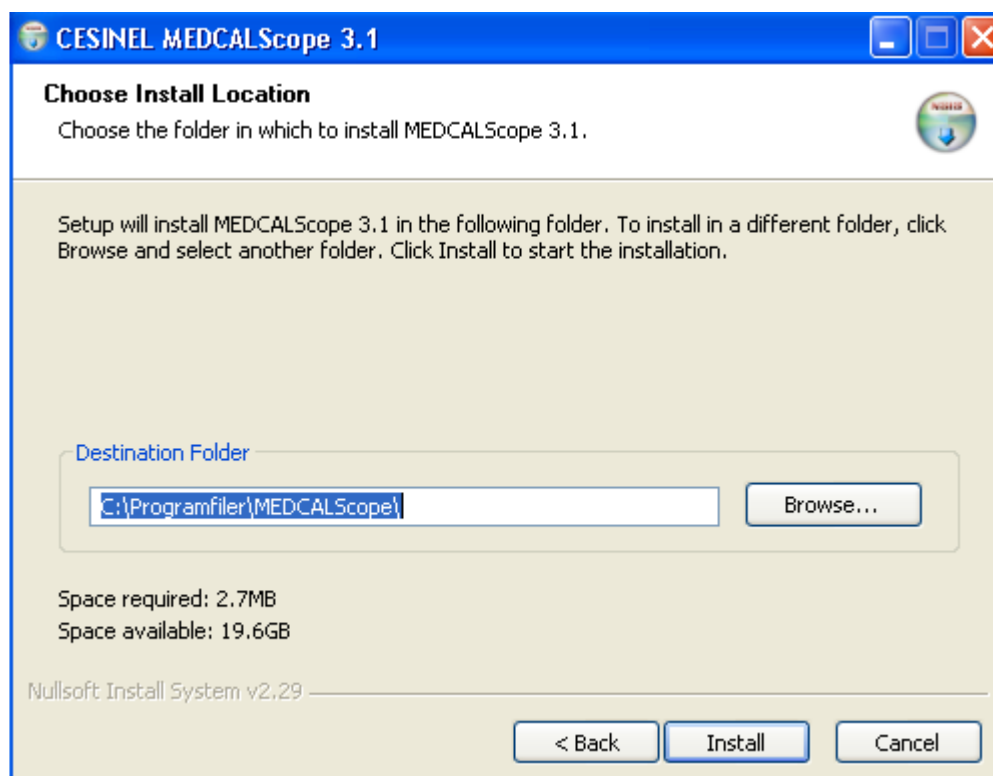 CESINEL MEDCALScope 3.1
Choose Install Location
Choose the folder in which to install MEDCALScope 3.1.
Setup will install MEDCALScope 3.1 in the following folder. To install in a different folder, click
Browse and select another folder. Click Install to start the installation.
Destination Folder
C:\Programfiler\MEDCALScope\
Browse...
Space required: 2.7MB
Space available: 19.6GB
Nullsoft Install System v2.29
< Back
Install
Cancel